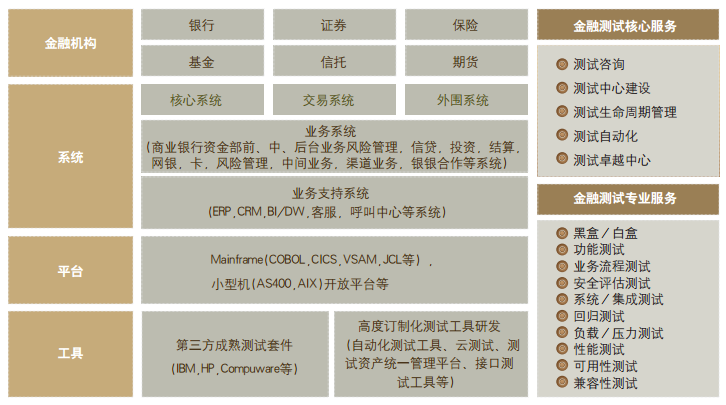 金融机构
银行
证券
保险
基金
信托
期货
系统
核心系统
交易系统
外围系统
业务系统
(商业银行资金部前、中、后台业务风险管理,信贷,投资,结算,
网银,卡,风险管理,中间业务,渠道业务,银银合作等系统)
业务支持系统
(ERP,CRM,BI/DW,客服,呼叫中心等系统)
平台
Mainframe(COBOL,CICS,VSAM,JCL等),
小型机(AS400,AIX)开放平台等
工具
第三方成熟测试套件
(IBM,HP,Compuware等)
高度订制化测试工具研发
(自动化测试工具、云测试、测
试资产统一管理平台、接口测
试工具等)
金融测试核心服务
测试咨询
测试中心建设
测试生命周期管理
测试自动化
测试卓越中心
金融测试专业服务
黑盒/白盒
功能测试
业务流程测试
安全评估测试
系统/集成测试
回归测试
负载/压力测试
性能测试
可用性测试
兼容性测试